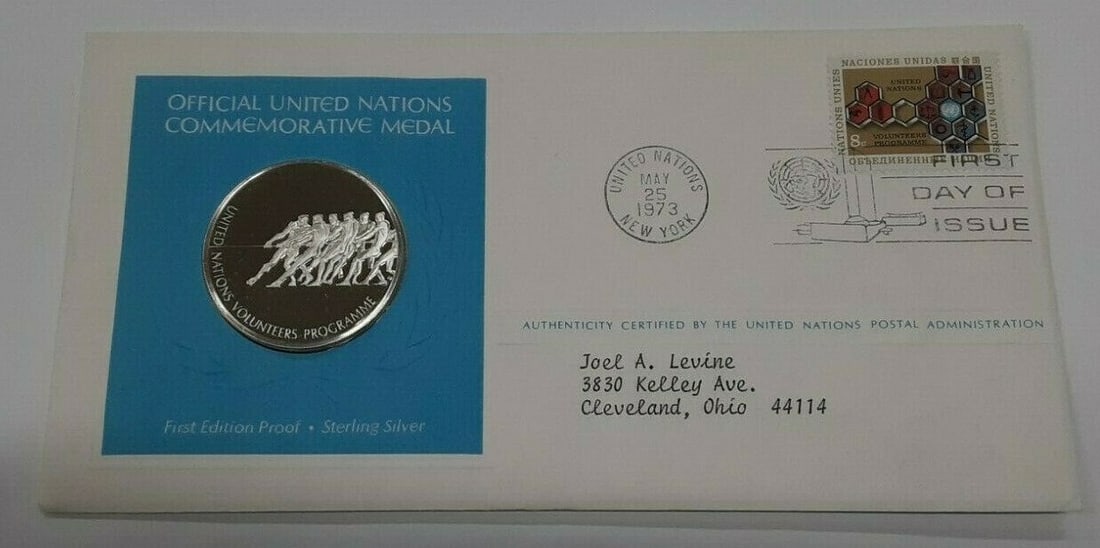 OFFICIAL UNITED NATIONS
COMMEMORATIVE MEDAL
UNITED NATIONS VOLUNTEERS PROGRAMME
First Edition Proof • Sterling Silver
NACIONES UNIDAS
NATIONS UNIES
UNITED NATIONS
UNITED
NATIONS
VOLUNTEERS
PROGRAMME
8c
UNITED NATIONS
MAY
25
1973
NEW YORK
FIRST
DAY OF
ISSUE
AUTHENTICITY CERTIFIED BY THE UNITED NATIONS POSTAL ADMINISTRATION
Joel A. Levine
3830 Kelley Ave.
Cleveland, Ohio 44114